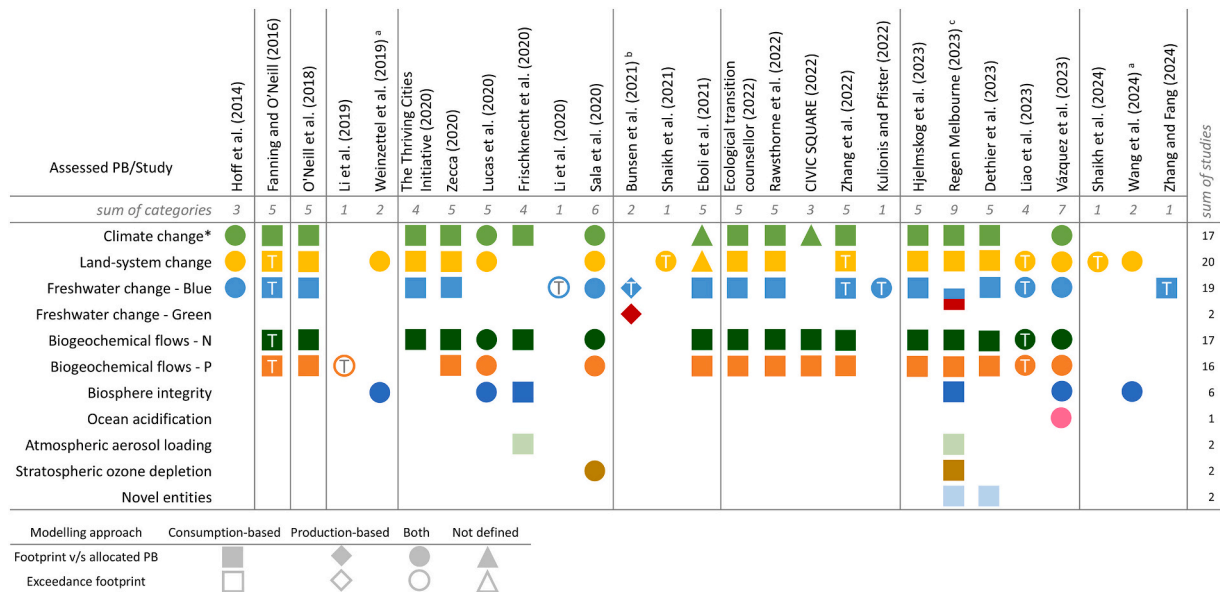 Hoff et al. (2014)
Fanning and O'Neill (2016)
O'Neill et al. (2018)
Li et al. (2019)
Weinzettel et al. (2019) a
The Thriving Cities
Initiative (2020)
Zecca (2020)
Lucas et al. (2020)
Frischknecht et al. (2020)
Li et al. (2020)
Sala et al. (2020)
Bunsen et al. (2021) b
Shaikh et al. (2021)
Eboli et al. (2021)
Ecological transition
counsellor (2022)
Rawsthorne et al. (2022)
CIVIC SQUARE (2022)
Zhang et al. (2022)
Kulionis and Pfister (2022)
Hjelmskog et al. (2023)
Regen Melbourne (2023) c
Dethier et al. (2023)
Liao et al. (2023)
Vázquez et al. (2023)
Shaikh et al. (2024)
Wang et al. (2024) a
Zhang and Fang (2024)
sum of studies
Assessed PB/Study
sum of categories 3 5 5 1 2 4 5 5 4 1 6 2 1 5 5 5 3 5 1 5 9 5 4 7 1 2 1
Climate change* 17
Land-system change T T T T T 20
Freshwater change - Blue T T T T T T T 19
Freshwater change - Green 2
Biogeochemical flows - N T T 17
Biogeochemical flows - P T T T 16
Biosphere integrity 6
Ocean acidification 1
Atmospheric aerosol loading 2
Stratospheric ozone depletion 2
Novel entities 2
Modelling approach Consumption-based Production-based Both Not defined
Footprint v/s allocated PB
Exceedance footprint